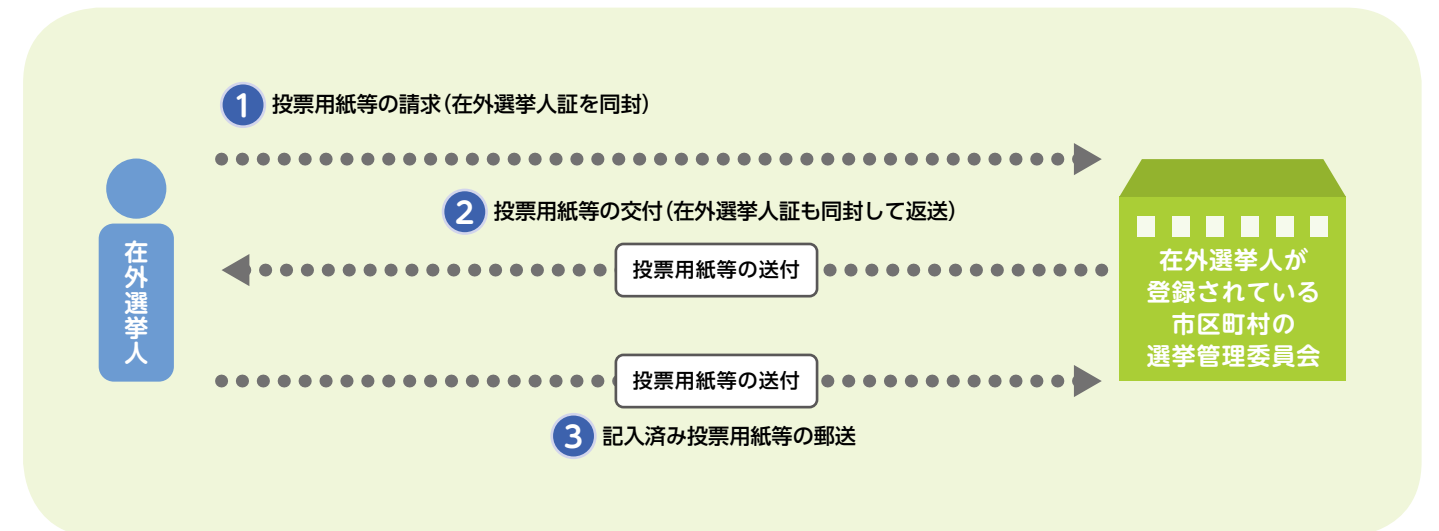 1 投票用紙等の請求(在外選挙人証を同封)
2 投票用紙等の交付(在外選挙人証も同封して返送)
在外選挙人
投票用紙等の送付
在外選挙人が
登録されている
市区町村の
選挙管理委員会
投票用紙等の送付
3 記入済み投票用紙等の郵送